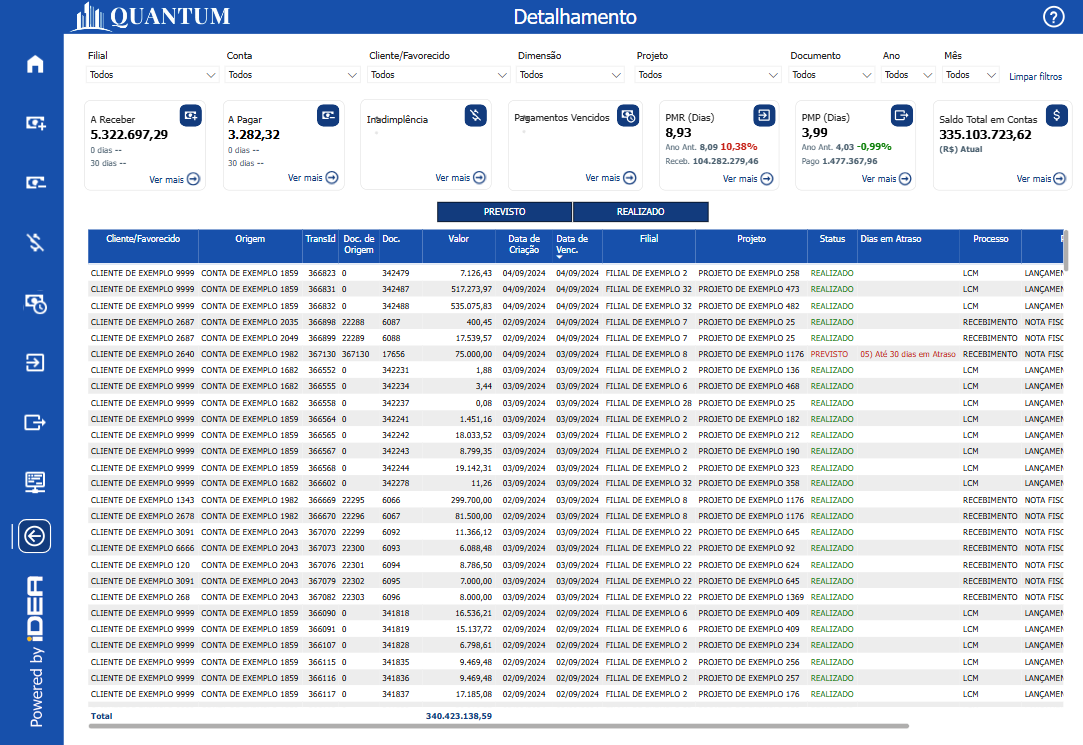 QUANTUM
Detalhamento
?
Filial Conta Cliente/Favorecido Dimensão Projeto Documento Ano Mês
Todos Todos Todos Todos Todos Todos Todos Todos Limpar filtros
A Receber
5.322.697,29
0 dias --
30 dias --
Ver mais
A Pagar
3.282,32
0 dias --
30 dias --
Ver mais
Inadimplência
Ver mais
Pagamentos Vencidos
Ver mais
PMR (Dias)
8,93
Ano Ant. 8,09 10,38%
Receb. 104.282.279,46
Ver mais
PMP (Dias)
3,99
Ano Ant. 4,03 -0,99%
Pago 1.477.367,96
Ver mais
Saldo Total em Contas
335.103.723,62
(R$) Atual
Ver mais
PREVISTO REALIZADO
Cliente/Favorecido Origem TransId Doc. de Origem Doc. Valor Data de Criação Data de Venc. Filial Projeto Status Dias em Atraso Processo
CLIENTE DE EXEMPLO 9999 CONTA DE EXEMPLO 1859 366823 0 342479 7.126,43 04/09/2024 04/09/2024 FILIAL DE EXEMPLO 2 PROJETO DE EXEMPLO 258 REALIZADO LCM LANÇAMEN
CLIENTE DE EXEMPLO 9999 CONTA DE EXEMPLO 1859 366831 0 342487 517.273,97 04/09/2024 04/09/2024 FILIAL DE EXEMPLO 32 PROJETO DE EXEMPLO 473 REALIZADO LCM LANÇAMEN
CLIENTE DE EXEMPLO 9999 CONTA DE EXEMPLO 1859 366832 0 342488 535.075,83 04/09/2024 04/09/2024 FILIAL DE EXEMPLO 32 PROJETO DE EXEMPLO 482 REALIZADO LCM LANÇAMEN
CLIENTE DE EXEMPLO 2687 CONTA DE EXEMPLO 2035 366898 22288 6087 400,45 02/09/2024 04/09/2024 FILIAL DE EXEMPLO 7 PROJETO DE EXEMPLO 25 REALIZADO RECEBIMENTO NOTA FISC
CLIENTE DE EXEMPLO 2687 CONTA DE EXEMPLO 2049 366899 22289 6088 17.539,57 02/09/2024 04/09/2024 FILIAL DE EXEMPLO 7 PROJETO DE EXEMPLO 25 REALIZADO RECEBIMENTO NOTA FISC
CLIENTE DE EXEMPLO 2640 CONTA DE EXEMPLO 1982 367130 367130 17656 75.000,00 04/09/2024 03/09/2024 FILIAL DE EXEMPLO 8 PROJETO DE EXEMPLO 1176 PREVISTO 05) Até 30 dias em Atraso RECEBIMENTO NOTA FISC
CLIENTE DE EXEMPLO 9999 CONTA DE EXEMPLO 1682 366552 0 342231 1,88 03/09/2024 03/09/2024 FILIAL DE EXEMPLO 2 PROJETO DE EXEMPLO 136 REALIZADO LCM LANÇAMEN
CLIENTE DE EXEMPLO 9999 CONTA DE EXEMPLO 1682 366555 0 342234 3,44 03/09/2024 03/09/2024 FILIAL DE EXEMPLO 6 PROJETO DE EXEMPLO 468 REALIZADO LCM LANÇAMEN
CLIENTE DE EXEMPLO 9999 CONTA DE EXEMPLO 1682 366558 0 342237 0,08 03/09/2024 03/09/2024 FILIAL DE EXEMPLO 28 PROJETO DE EXEMPLO 25 REALIZADO LCM LANÇAMEN
CLIENTE DE EXEMPLO 9999 CONTA DE EXEMPLO 1859 366564 0 342241 1.451,16 03/09/2024 03/09/2024 FILIAL DE EXEMPLO 2 PROJETO DE EXEMPLO 182 REALIZADO LCM LANÇAMEN
CLIENTE DE EXEMPLO 9999 CONTA DE EXEMPLO 1859 366565 0 342242 18.033,52 03/09/2024 03/09/2024 FILIAL DE EXEMPLO 2 PROJETO DE EXEMPLO 212 REALIZADO LCM LANÇAMEN
CLIENTE DE EXEMPLO 9999 CONTA DE EXEMPLO 1859 366567 0 342243 8.799,35 03/09/2024 03/09/2024 FILIAL DE EXEMPLO 2 PROJETO DE EXEMPLO 190 REALIZADO LCM LANÇAMEN
CLIENTE DE EXEMPLO 9999 CONTA DE EXEMPLO 1859 366568 0 342244 19.142,31 03/09/2024 03/09/2024 FILIAL DE EXEMPLO 2 PROJETO DE EXEMPLO 323 REALIZADO LCM LANÇAMEN
CLIENTE DE EXEMPLO 9999 CONTA DE EXEMPLO 1682 366602 0 342278 11,26 03/09/2024 03/09/2024 FILIAL DE EXEMPLO 32 PROJETO DE EXEMPLO 358 REALIZADO LCM LANÇAMEN
CLIENTE DE EXEMPLO 1343 CONTA DE EXEMPLO 1982 366669 22295 6066 299.700,00 02/09/2024 03/09/2024 FILIAL DE EXEMPLO 8 PROJETO DE EXEMPLO 1176 REALIZADO RECEBIMENTO NOTA FISC
CLIENTE DE EXEMPLO 2678 CONTA DE EXEMPLO 1982 366670 22296 6067 81.500,00 02/09/2024 03/09/2024 FILIAL DE EXEMPLO 8 PROJETO DE EXEMPLO 1176 REALIZADO RECEBIMENTO NOTA FISC
CLIENTE DE EXEMPLO 3091 CONTA DE EXEMPLO 2043 367070 22299 6092 11.366,12 03/09/2024 03/09/2024 FILIAL DE EXEMPLO 22 PROJETO DE EXEMPLO 645 REALIZADO RECEBIMENTO NOTA FISC
CLIENTE DE EXEMPLO 6666 CONTA DE EXEMPLO 2043 367073 22300 6093 6.088,48 03/09/2024 03/09/2024 FILIAL DE EXEMPLO 22 PROJETO DE EXEMPLO 92 REALIZADO RECEBIMENTO NOTA FISC
CLIENTE DE EXEMPLO 120 CONTA DE EXEMPLO 2043 367076 22301 6094 8.786,50 03/09/2024 03/09/2024 FILIAL DE EXEMPLO 22 PROJETO DE EXEMPLO 624 REALIZADO RECEBIMENTO NOTA FISC
CLIENTE DE EXEMPLO 3091 CONTA DE EXEMPLO 2043 367079 22302 6095 7.000,00 03/09/2024 03/09/2024 FILIAL DE EXEMPLO 22 PROJETO DE EXEMPLO 645 REALIZADO RECEBIMENTO NOTA FISC
CLIENTE DE EXEMPLO 268 CONTA DE EXEMPLO 2043 367082 22303 6096 8.000,00 03/09/2024 03/09/2024 FILIAL DE EXEMPLO 22 PROJETO DE EXEMPLO 1369 REALIZADO RECEBIMENTO NOTA FISC
CLIENTE DE EXEMPLO 9999 CONTA DE EXEMPLO 1859 366090 0 341818 16.536,21 02/09/2024 02/09/2024 FILIAL DE EXEMPLO 6 PROJETO DE EXEMPLO 409 REALIZADO LCM LANÇAMEN
CLIENTE DE EXEMPLO 9999 CONTA DE EXEMPLO 1859 366091 0 341819 15.137,72 02/09/2024 02/09/2024 FILIAL DE EXEMPLO 6 PROJETO DE EXEMPLO 409 REALIZADO LCM LANÇAMEN
CLIENTE DE EXEMPLO 9999 CONTA DE EXEMPLO 1859 366107 0 341828 6.798,61 02/09/2024 02/09/2024 FILIAL DE EXEMPLO 2 PROJETO DE EXEMPLO 234 REALIZADO LCM LANÇAMEN
CLIENTE DE EXEMPLO 9999 CONTA DE EXEMPLO 1859 366115 0 341835 9.469,48 02/09/2024 02/09/2024 FILIAL DE EXEMPLO 2 PROJETO DE EXEMPLO 256 REALIZADO LCM LANÇAMEN
CLIENTE DE EXEMPLO 9999 CONTA DE EXEMPLO 1859 366116 0 341836 9.469,48 02/09/2024 02/09/2024 FILIAL DE EXEMPLO 2 PROJETO DE EXEMPLO 257 REALIZADO LCM LANÇAMEN
CLIENTE DE EXEMPLO 9999 CONTA DE EXEMPLO 1859 366117 0 341837 17.185,08 02/09/2024 02/09/2024 FILIAL DE EXEMPLO 2 PROJETO DE EXEMPLO 176 REALIZADO LCM LANÇAMEN
Total 340.423.138,59
Powered by iDEA